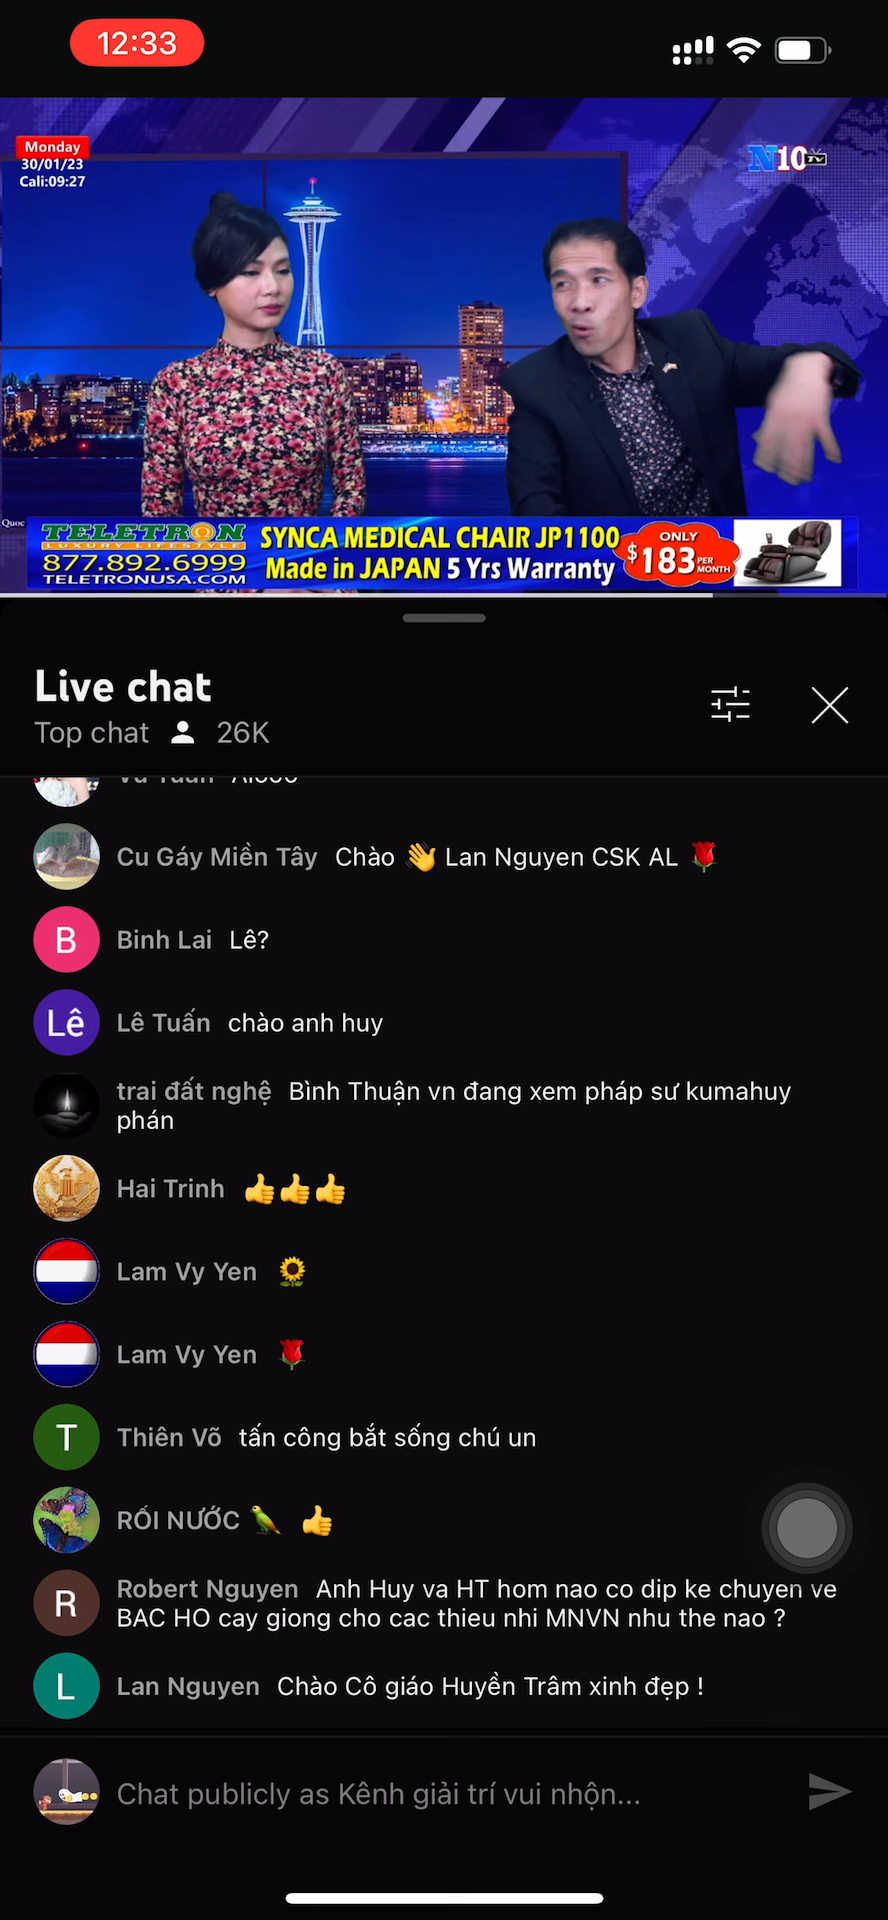 12:33
Monday
30/01/23
Cali:09:27
N10 TV
Quoc
TELETRON
LUXURY LIFESTYLE
877.892.6999
TELETRONUSA.COM
SYNCA MEDICAL CHAIR JP1100
Made in JAPAN 5 Yrs Warranty
ONLY
$183 PER MONTH
Live chat
Top chat 26K
Cu Gáy Miền Tây Chào 👋 Lan Nguyen CSK AL 🌹
B Binh Lai Lê?
Lê Lê Tuấn chào anh huy
trai đất nghệ Bình Thuận vn đang xem pháp sư kumahuy
phán
Hai Trinh 👍👍👍
Lam Vy Yen 🌻
Lam Vy Yen 🌹
T Thiên Võ tấn công bắt sống chú un
RỐI NƯỚC 🦜 👍
R Robert Nguyen Anh Huy va HT hom nao co dip ke chuyen ve
BAC HO cay giong cho cac thieu nhi MNVN nhu the nao ?
L Lan Nguyen Chào Cô giáo Huyền Trâm xinh đẹp !
Chat publicly as Kênh giải trí vui nhộn...